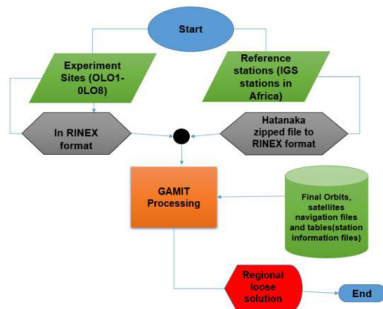 Start
Experiment
Sites (OLO1-
0LO8)
Reference
stations (IGS
stations in
Africa)
In RINEX
format
Hatanaka
zipped file to
RINEX format
GAMIT
Processing
Final Orbits,
satellites
navigation files
and tables(station
information files)
Regional
loose
solution
End